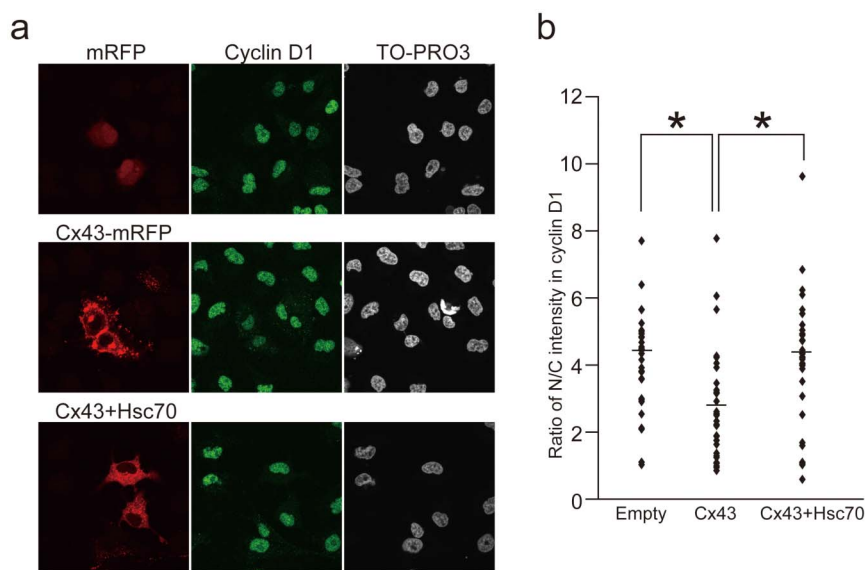 a
mRFP Cyclin D1 TO-PRO3
Cx43-mRFP
Cx43+Hsc70
b
Ratio of N/C intensity in cyclin D1
12
10
8
6
4
2
0
* *
Empty Cx43 Cx43+Hsc70